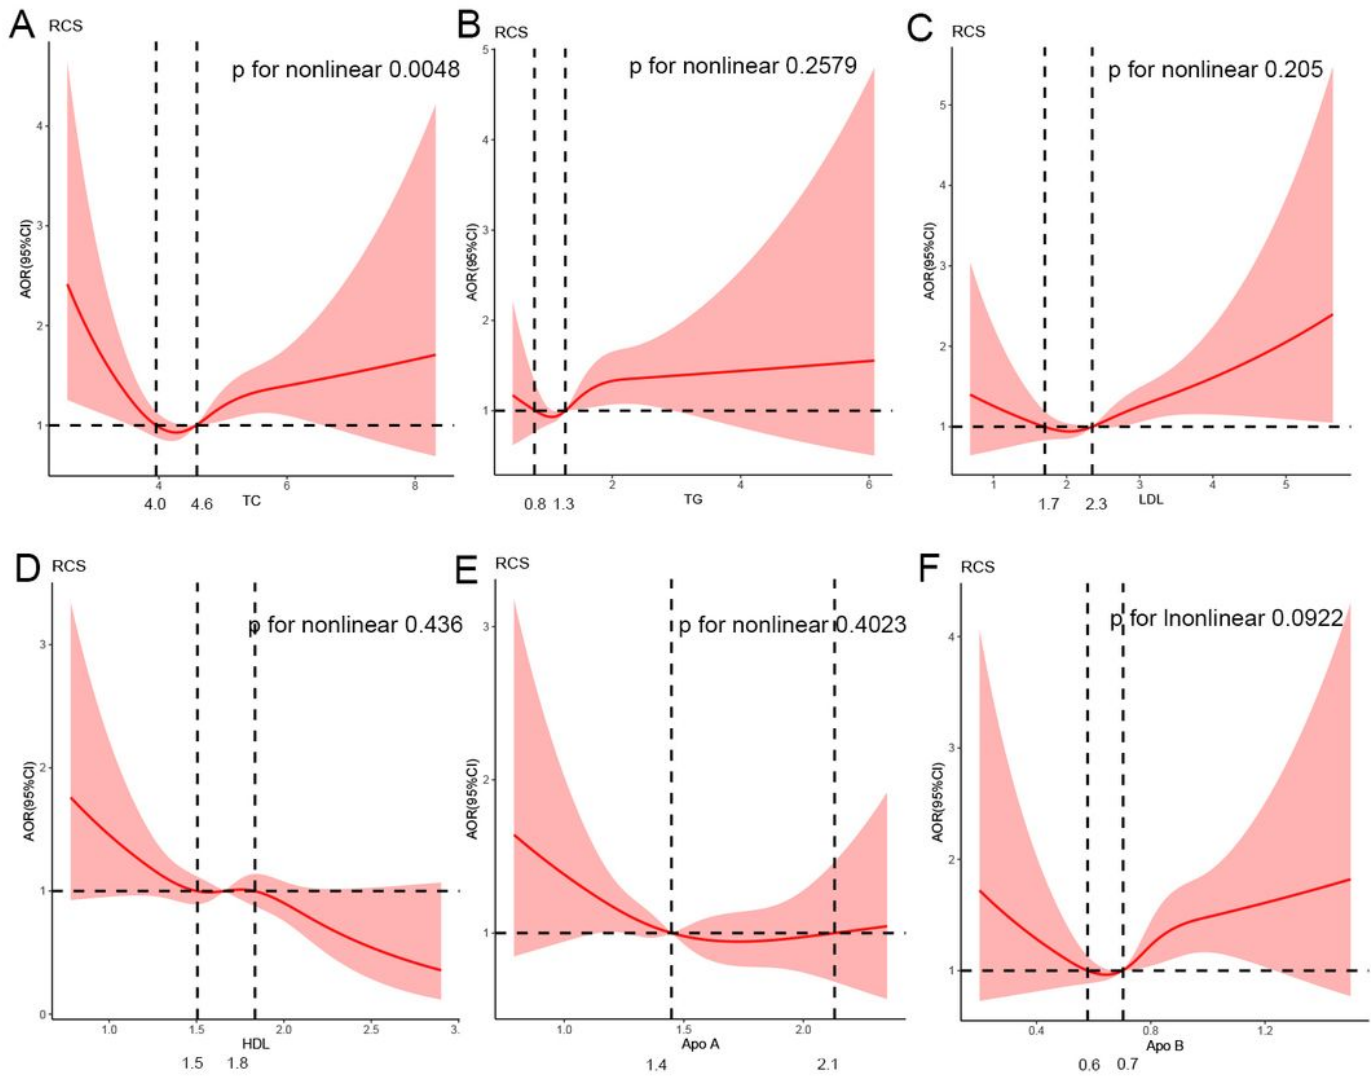 A
RCS
p for nonlinear 0.0048
AOR(95%CI)
4
3
2
1
4
6
8
4.0
4.6
TC
B
RCS
p for nonlinear 0.2579
AOR(95%CI)
5
4
3
2
1
2
4
6
0.8
1.3
TG
C
RCS
p for nonlinear 0.205
AOR(95%CI)
5
4
3
2
1
1
2
3
4
5
1.7
2.3
LDL
D
RCS
p for nonlinear 0.436
AOR(95%CI)
3
2
1
0
1.0
1.5
2.0
2.5
3.
HDL
1.5
1.8
E
RCS
p for nonlinear 0.4023
AOR(95%CI)
3
2
1
1.0
1.5
2.0
Apo A
1.4
2.1
F
RCS
p for lnonlinear 0.0922
AOR(95%CI)
4
3
2
1
0.4
0.8
1.2
Apo B
0.6
0.7